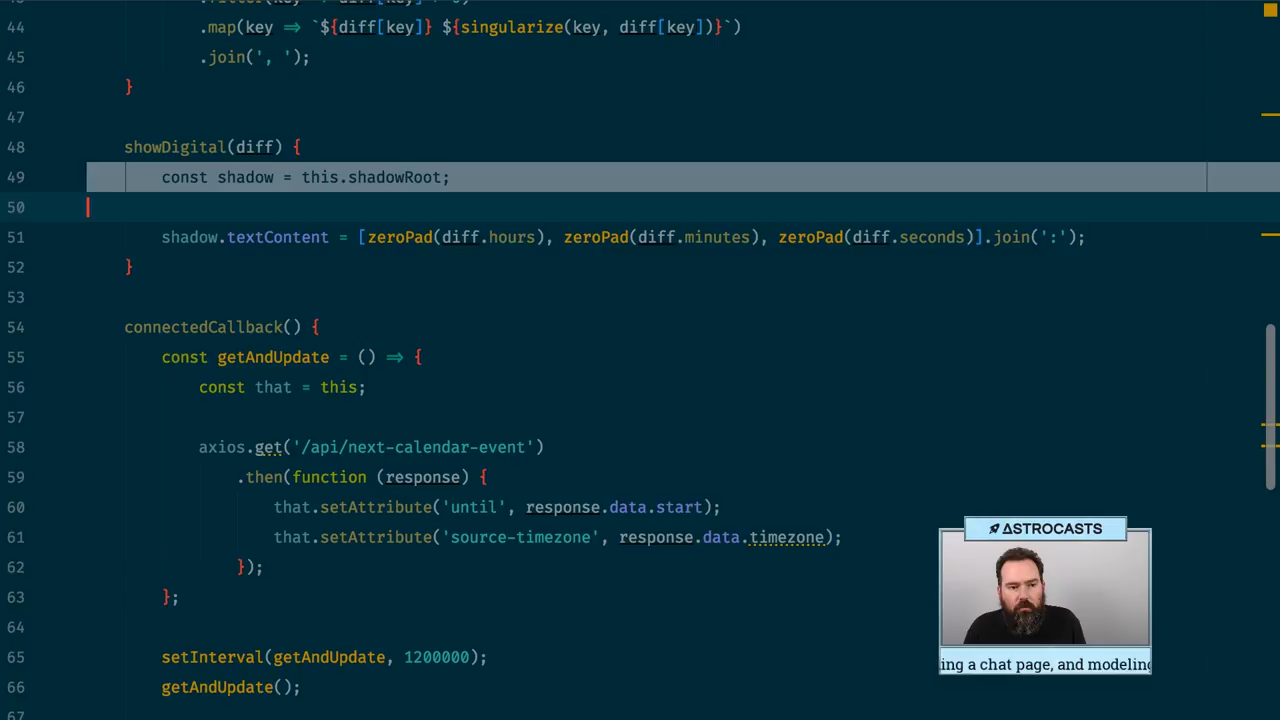 44 .map(key => `${diff[key]} ${singularize(key, diff[key])}`)
45 .join(', ');
46 }
47
48 showDigital(diff) {
49 const shadow = this.shadowRoot;
50
51 shadow.textContent = [zeroPad(diff.hours), zeroPad(diff.minutes), zeroPad(diff.seconds)].join(':');
52 }
53
54 connectedCallback() {
55 const getAndUpdate = () => {
56 const that = this;
57
58 axios.get('/api/next-calendar-event')
59 .then(function (response) {
60 that.setAttribute('until', response.data.start);
61 that.setAttribute('source-timezone', response.data.timezone);
62 });
63 };
64
65 setInterval(getAndUpdate, 1200000);
66 getAndUpdate();
67
ΔSTROCASTS
ing a chat page, and modeling